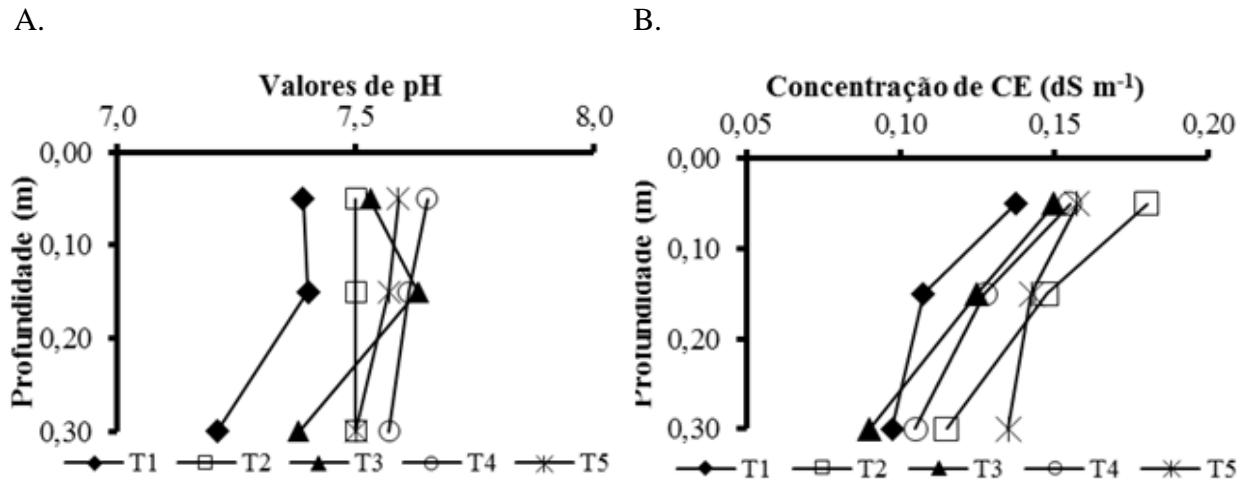 A.
Valores de pH
7,0 7,5 8,0
0,00
0,10
0,20
0,30
Profundidade (m)
T1 T2 T3 T4 T5
B.
Concentração de CE (dS m-1)
0,05 0,10 0,15 0,20
0,00
0,10
0,20
0,30
Profundidade (m)
T1 T2 T3 T4 T5